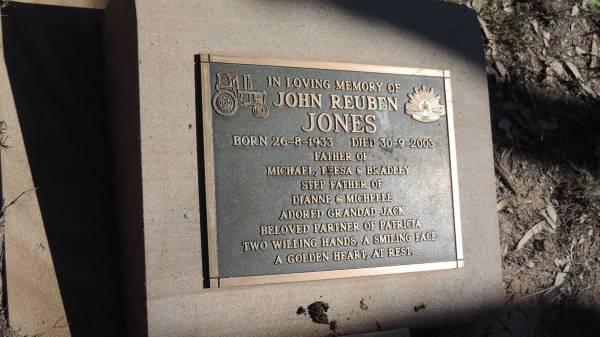 IN LOVING MEMORY OF
JOHN REUBEN
JONES
BORN 26-8-1933 DIED 30-9-2003
FATHER OF
MICHAEL, LEESA & BRADLEY
STEP FATHER OF
DIANNE & MICHELLE
ADORED GRANDAD JACK
BELOVED PARTNER OF PATRICIA
TWO WILLING HANDS, A SMILING FACE
A GOLDEN HEART, AT REST.